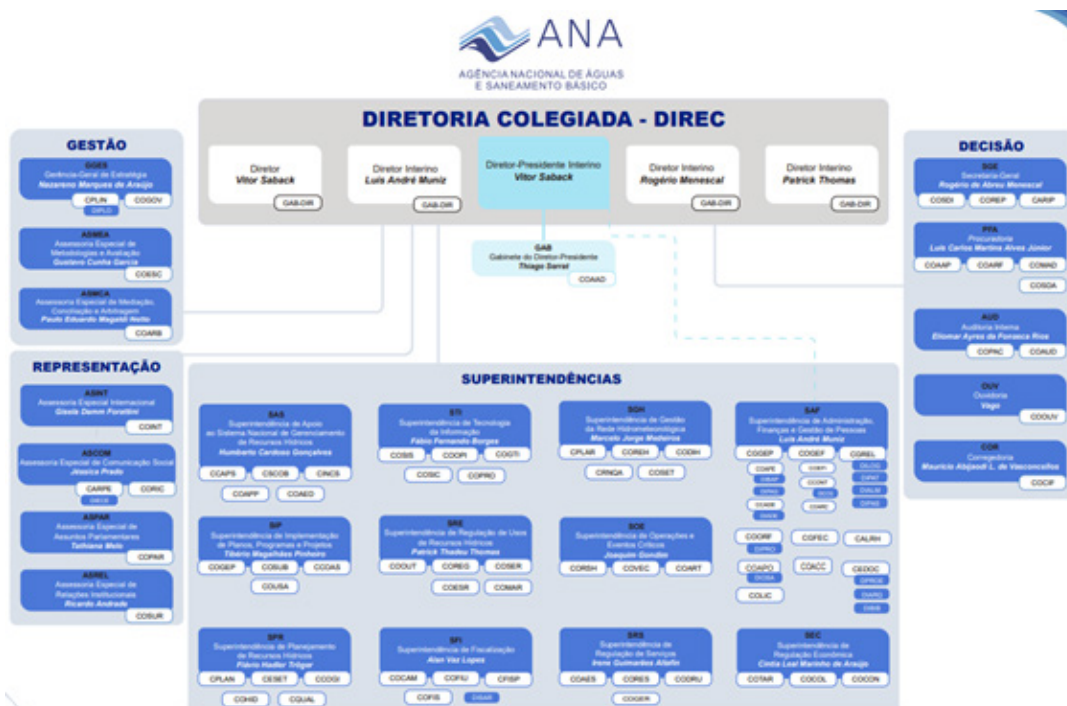 ANA
AGÊNCIA NACIONAL DE ÁGUAS
E SANEAMENTO BÁSICO
DIRETORIA COLEGIADA - DIREC
Diretor
Vitor Saback
GAB-DIR
Diretor Interino
Luis André Muniz
GAB-DIR
Diretor-Presidente Interino
Vitor Saback
Diretor Interino
Rogério Menescal
GAB-DIR
Diretor Interino
Patrick Thomas
GAB-DIR
GAB
Gabinete do Diretor-Presidente
Thiago Serrat
COAAD
GESTÃO
GGES
Gerência-Geral de Estratégia
Nazareno Marques de Araújo
CPLIN
COGOV
ASMEA
Assessoria Especial de
Metodologias e Avaliação
Gustavo Cunha Garcia
COESC
ASMCA
Assessoria Especial de Mediação,
Conciliação e Arbitragem
Paulo Eduardo Magaldi Netto
COARB
REPRESENTAÇÃO
ASINT
Assessoria Especial Internacional
Gisela Damm Forattini
COINT
ASCOM
Assessoria Especial de Comunicação Social
Jéssica Prado
CARPE
CORIC
ASPAR
Assessoria Especial de
Assuntos Parlamentares
Tathiana Melo
COPAR
ASREL
Assessoria Especial de
Relações Institucionais
Ricardo Andrade
COSUR
DECISÃO
SGE
Secretaria-Geral
Rogério de Abreu Menescal
COSDI
COREP
CARIP
PFA
Procuradoria
Luis Carlos Martins Alves Júnior
COAAP
COARF
COMAD
COSDA
AUD
Auditoria Interna
Eliomar Ayres da Fonseca Rios
COPAC
COAUD
OUV
Ouvidoria
Vago
COOUV
COR
Corregedoria
Maurício Abijaodi L. de Vasconcellos
COCIF
SUPERINTENDÊNCIAS
SAS
Superintendência de Apoio
ao Sistema Nacional de Gerenciamento
de Recursos Hídricos
Humberto Cardoso Gonçalves
CCAPS
CSCOB
CINCS
COAPP
COAED
STI
Superintendência de Tecnologia
da Informação
Fábio Fernando Borges
COSIS
COOPI
COGTI
COSIC
COPRO
SGH
Superintendência de Gestão
da Rede Hidrometeorológica
Marcelo Jorge Medeiros
CPLAR
COREH
CODIH
CRNQA
COSET
SAF
Superintendência de Administração,
Finanças e Gestão de Pessoas
Luis André Muniz
COGEP
COGEF
CGREL
COORF
CGFEC
CALRH
COAPO
COACC
CEDOC
COLIC
SIP
Superintendência de Implementação
de Planos, Programas e Projetos
Tibério Magalhães Pinheiro
COGEP
COSUB
CCOAS
COUSA
SRE
Superintendência de Regulação de Usos
de Recursos Hídricos
Patrick Thadeu Thomas
COOUT
COREG
COSER
COESR
COMAR
SOE
Superintendência de Operações e
Eventos Críticos
Joaquim Gondim
CORSH
COVEC
COART
SPR
Superintendência de Planejamento
de Recursos Hídricos
Flávio Hadler Tröger
CPLAN
CESET
CCOGI
COHID
CQUAL
SFI
Superintendência de Fiscalização
Alan Vaz Lopes
COCAM
COFIU
CFISP
COFIS
SRS
Superintendência de
Regulação de Serviços
Irene Guimarães Altafin
COAES
CORES
CODRU
COGER
SEC
Superintendência de
Regulação Econômica
Cíntia Leal Marinho de Araújo
COTAR
COCOL
COCON